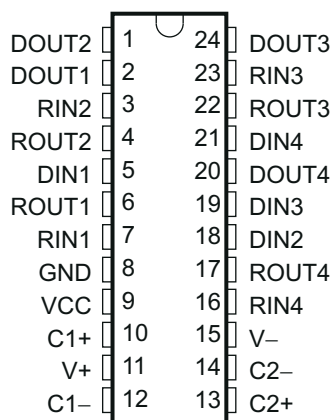 DOUT2 1 24 DOUT3
DOUT1 2 23 RIN3
RIN2 3 22 ROUT3
ROUT2 4 21 DIN4
DIN1 5 20 DOUT4
ROUT1 6 19 DIN3
RIN1 7 18 DIN2
GND 8 17 ROUT4
VCC 9 16 RIN4
C1+ 10 15 V−
V+ 11 14 C2−
C1− 12 13 C2+